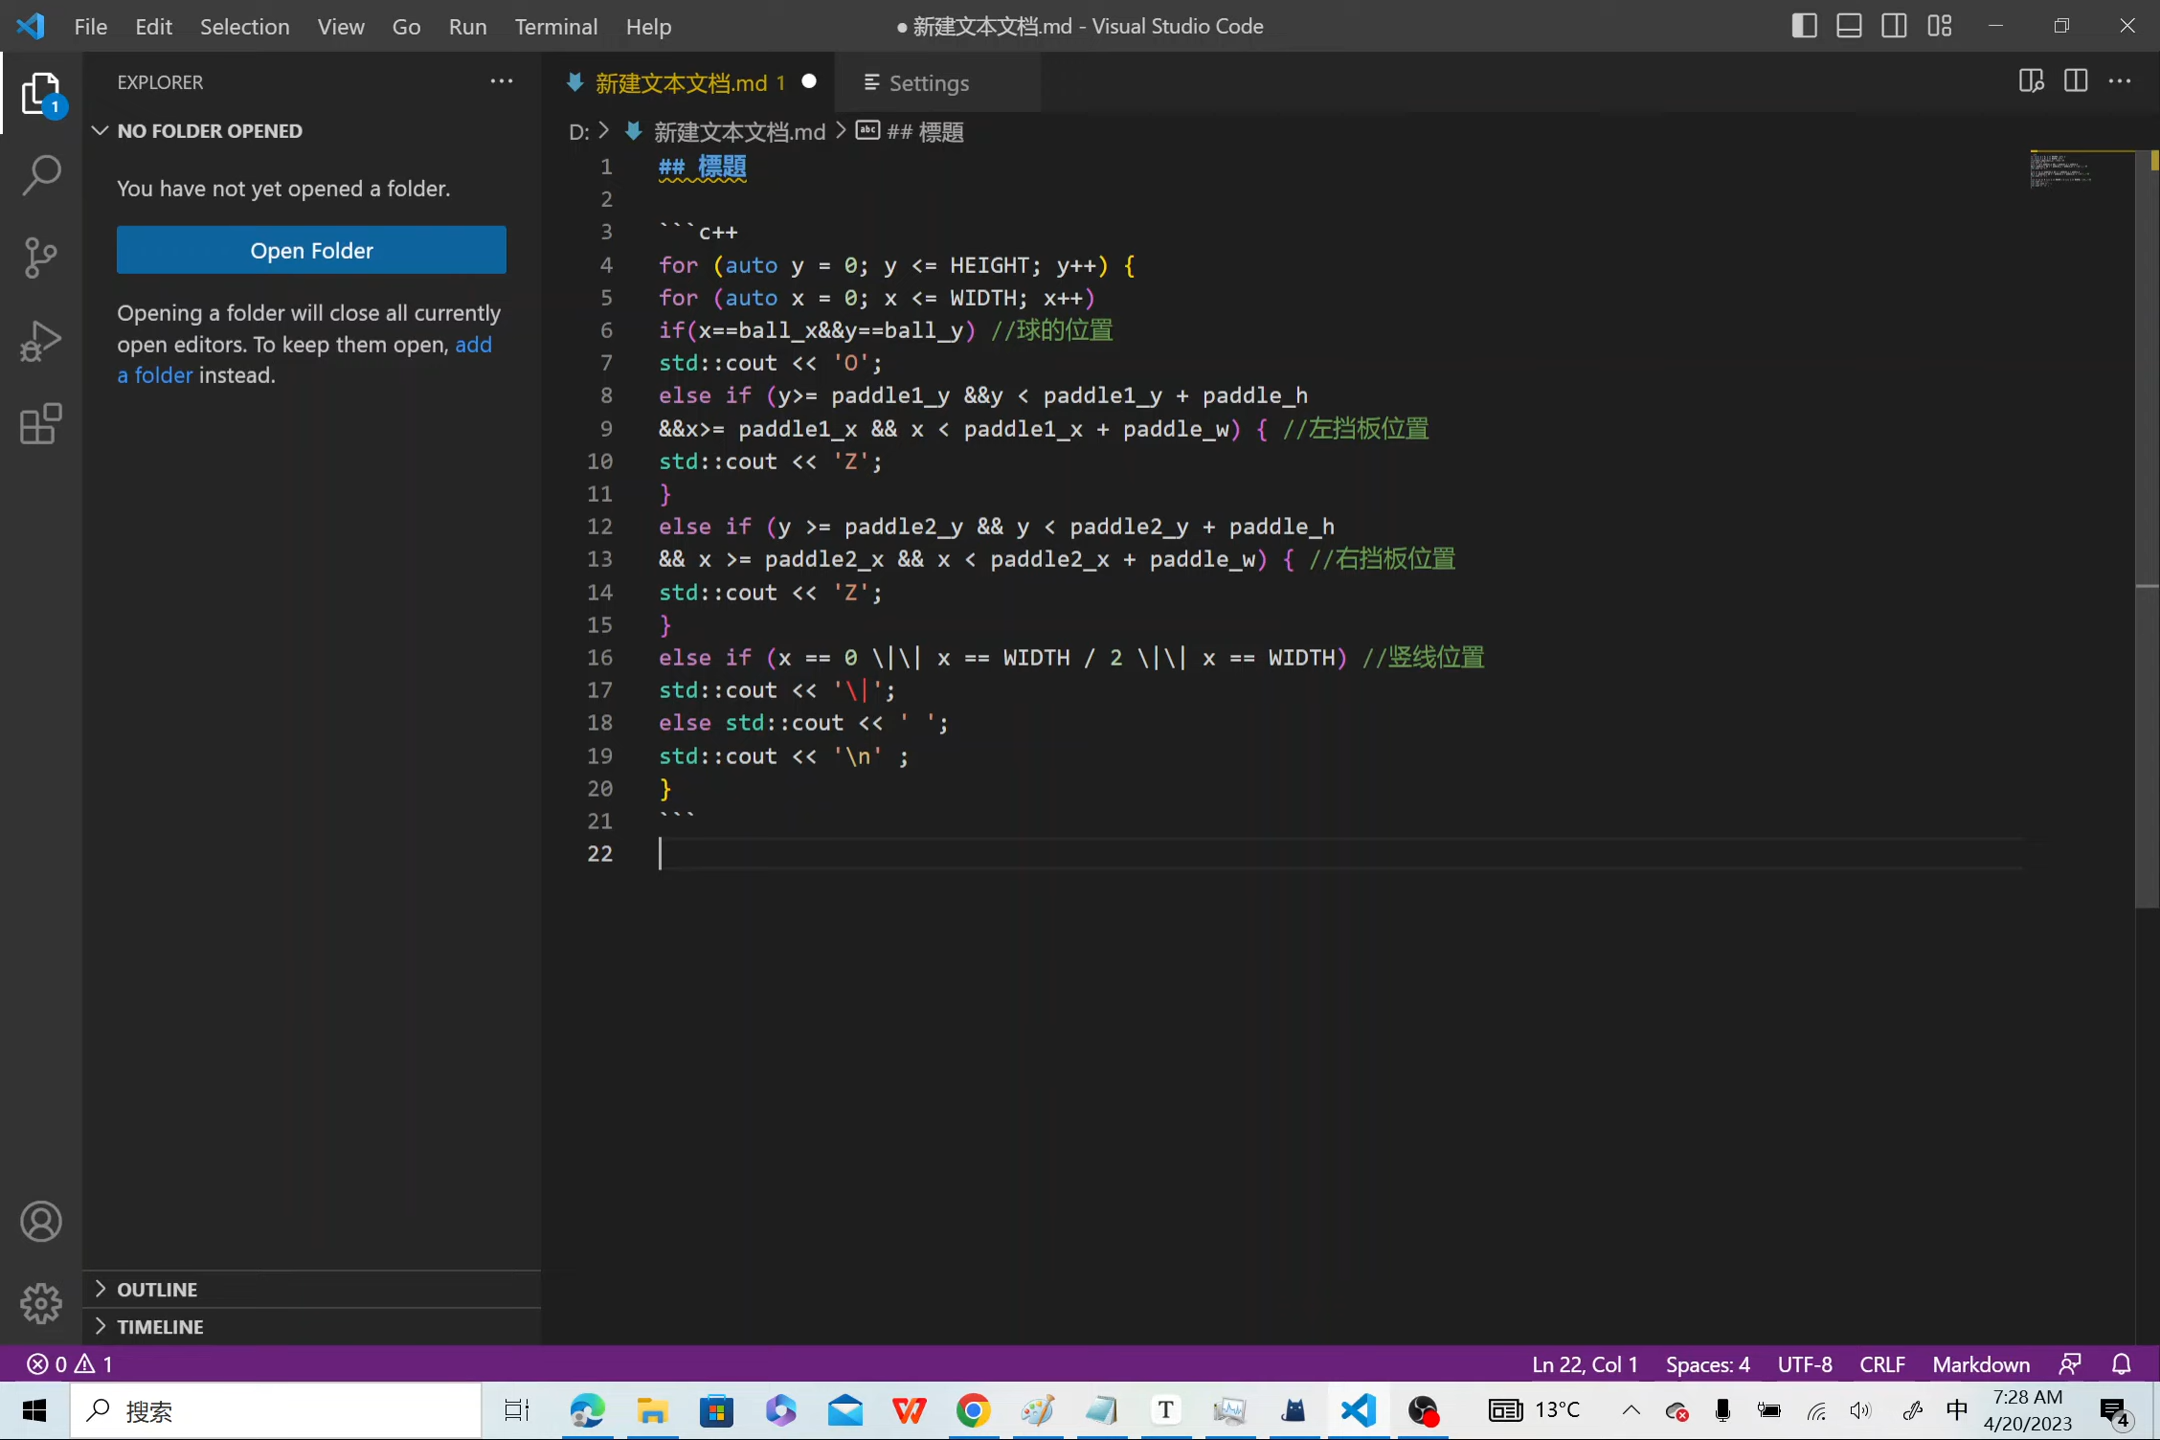 File Edit Selection View Go Run Terminal Help
● 新建文本文档.md - Visual Studio Code
EXPLORER
新建文本文档.md 1
Settings
1
NO FOLDER OPENED
D: > 新建文本文档.md > ## 標題
You have not yet opened a folder.
Open Folder
Opening a folder will close all currently
open editors. To keep them open, add
a folder instead.
1 ## 標題
2
3 ```c++
4 for (auto y = 0; y <= HEIGHT; y++) {
5 for (auto x = 0; x <= WIDTH; x++)
6 if(x==ball_x&&y==ball_y) //球的位置
7 std::cout << 'O';
8 else if (y>= paddle1_y &&y < paddle1_y + paddle_h
9 &&x>= paddle1_x && x < paddle1_x + paddle_w) { //左挡板位置
10 std::cout << 'Z';
11 }
12 else if (y >= paddle2_y && y < paddle2_y + paddle_h
13 && x >= paddle2_x && x < paddle2_x + paddle_w) { //右挡板位置
14 std::cout << 'Z';
15 }
16 else if (x == 0 \|\| x == WIDTH / 2 \|\| x == WIDTH) //竖线位置
17 std::cout << '\|';
18 else std::cout << ' ';
19 std::cout << '\n' ;
20 }
21 ```
22
OUTLINE
TIMELINE
0 1
Ln 22, Col 1 Spaces: 4 UTF-8 CRLF Markdown
搜索
13°C
中
7:28 AM
4/20/2023
4